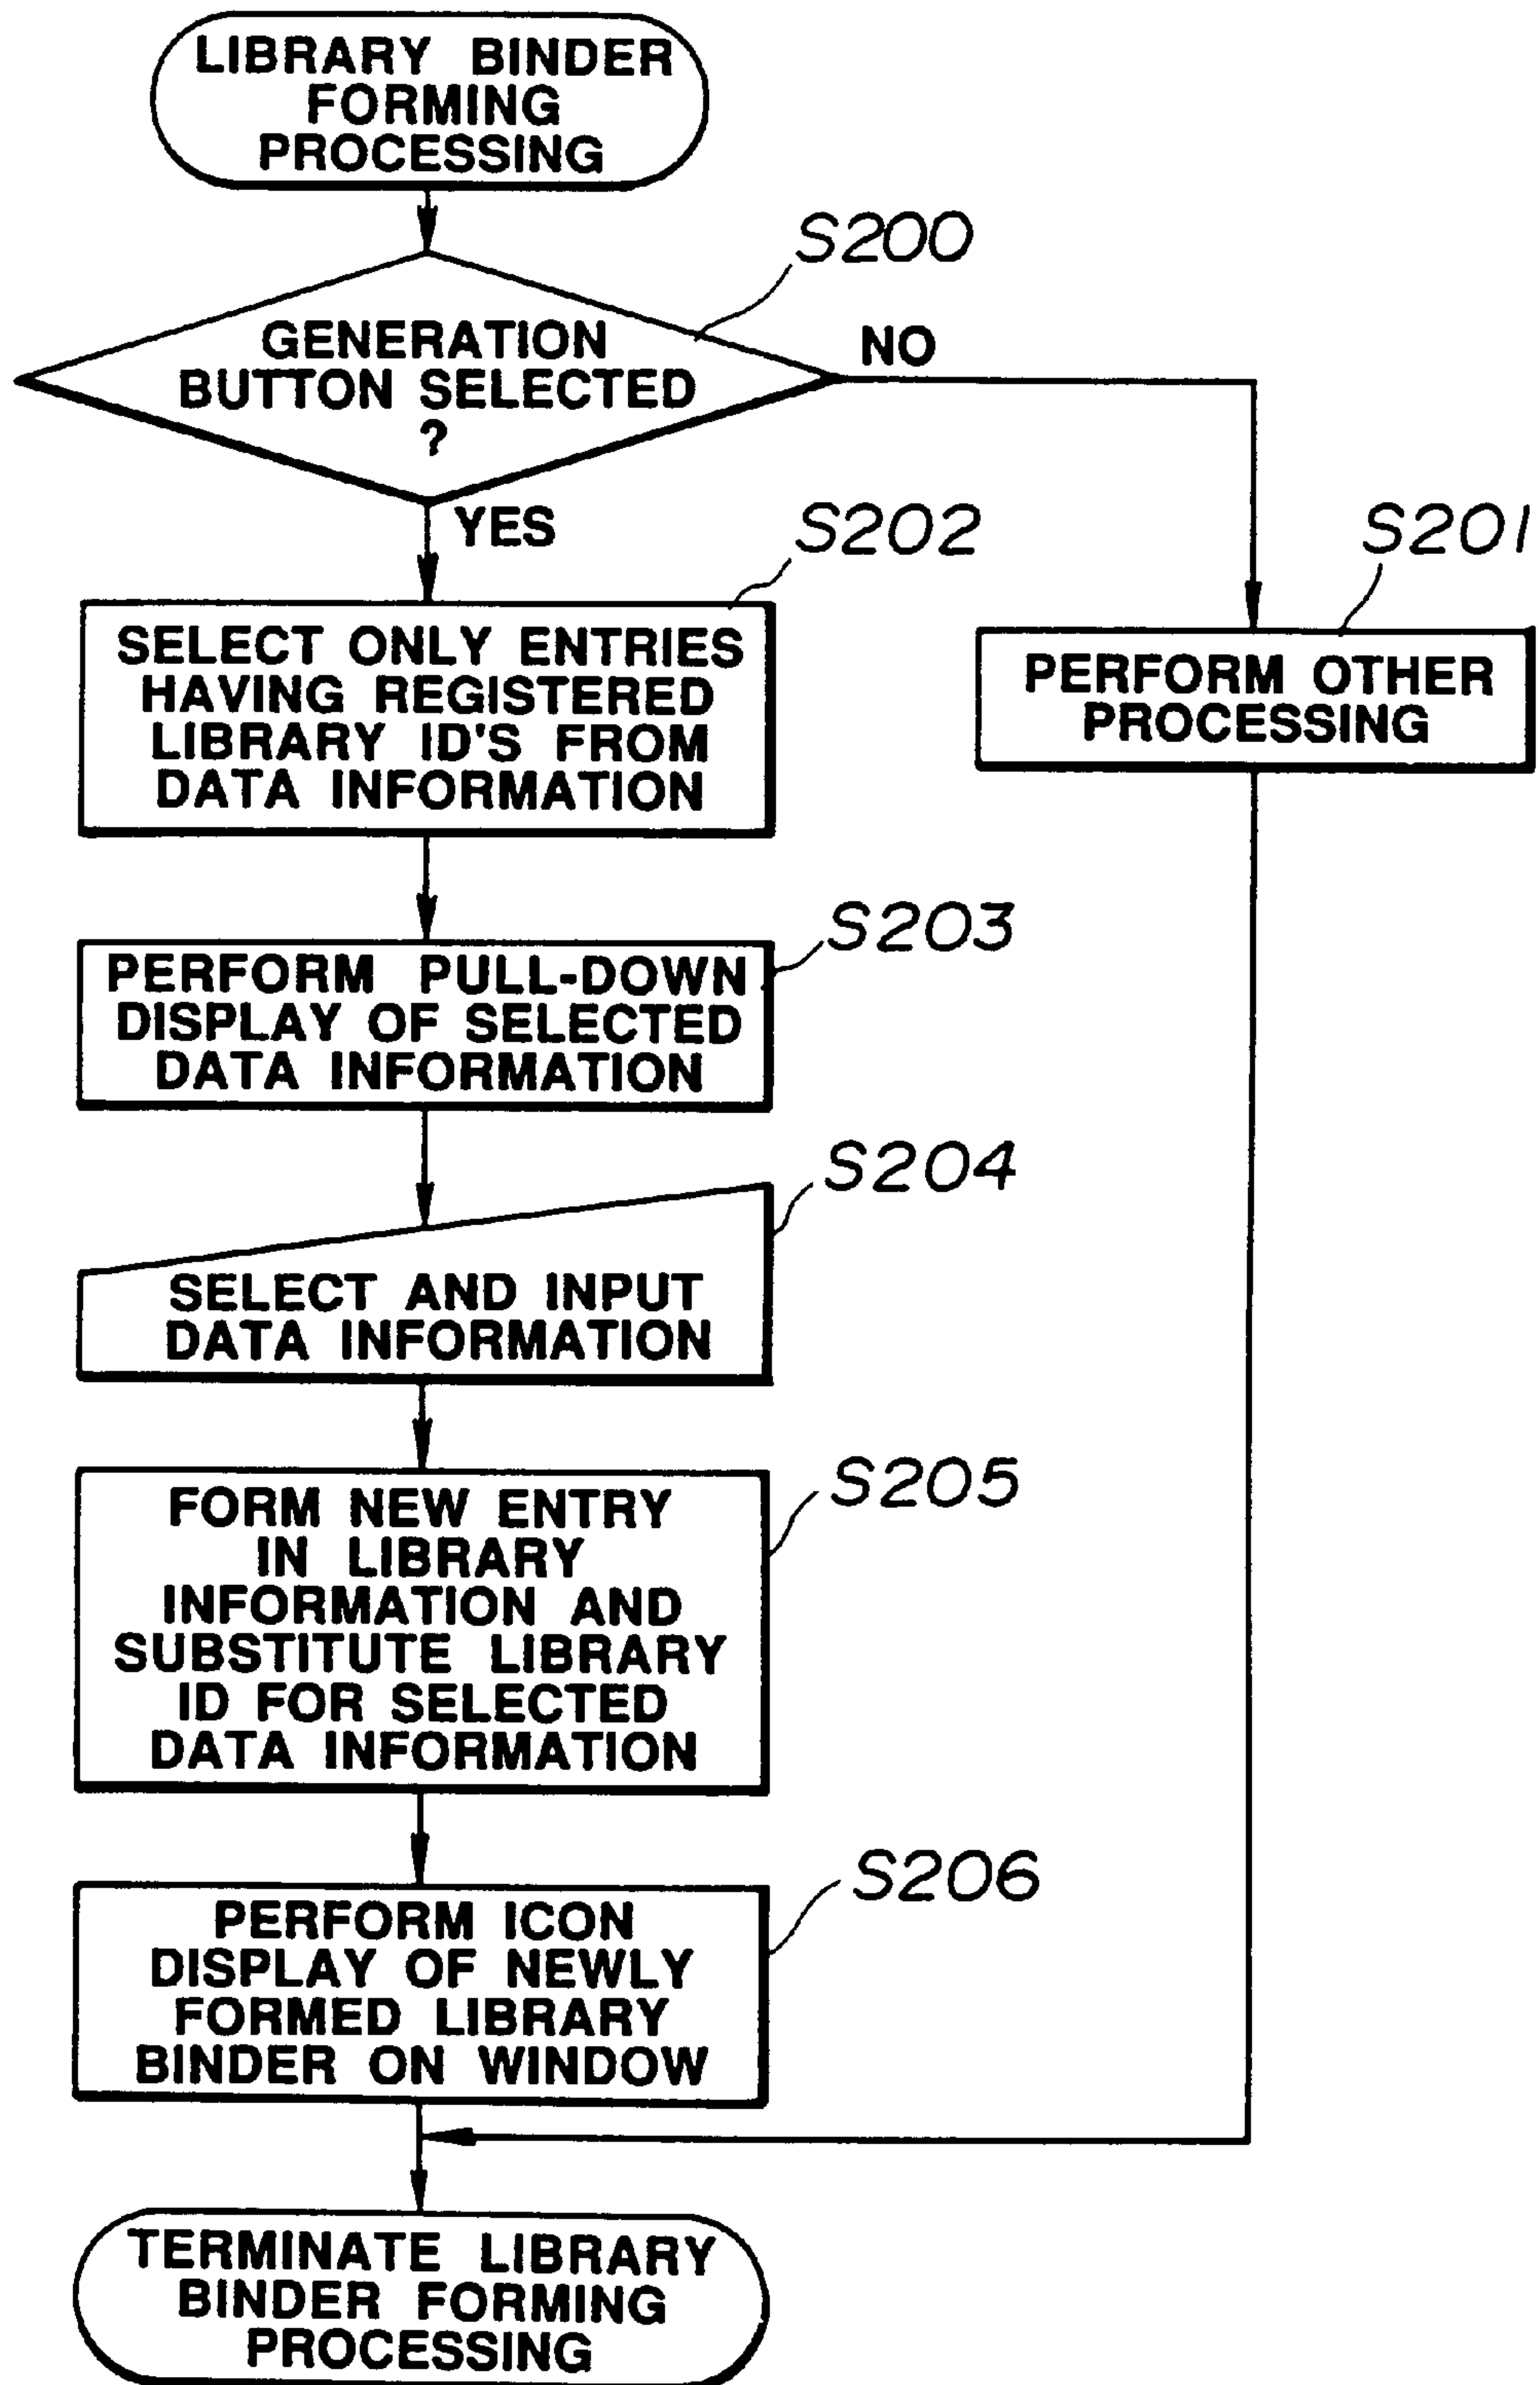 LIBRARY BINDER
FORMING
PROCESSING
S200
GENERATION
BUTTON SELECTED
?
NO
YES
S202
S201
SELECT ONLY ENTRIES
HAVING REGISTERED
LIBRARY ID'S FROM
DATA INFORMATION
PERFORM OTHER
PROCESSING
S203
PERFORM PULL-DOWN
DISPLAY OF SELECTED
DATA INFORMATION
S204
SELECT AND INPUT
DATA INFORMATION
S205
FORM NEW ENTRY
IN LIBRARY
INFORMATION AND
SUBSTITUTE LIBRARY
ID FOR SELECTED
DATA INFORMATION
S206
PERFORM ICON
DISPLAY OF NEWLY
FORMED LIBRARY
BINDER ON WINDOW
TERMINATE LIBRARY
BINDER FORMING
PROCESSING